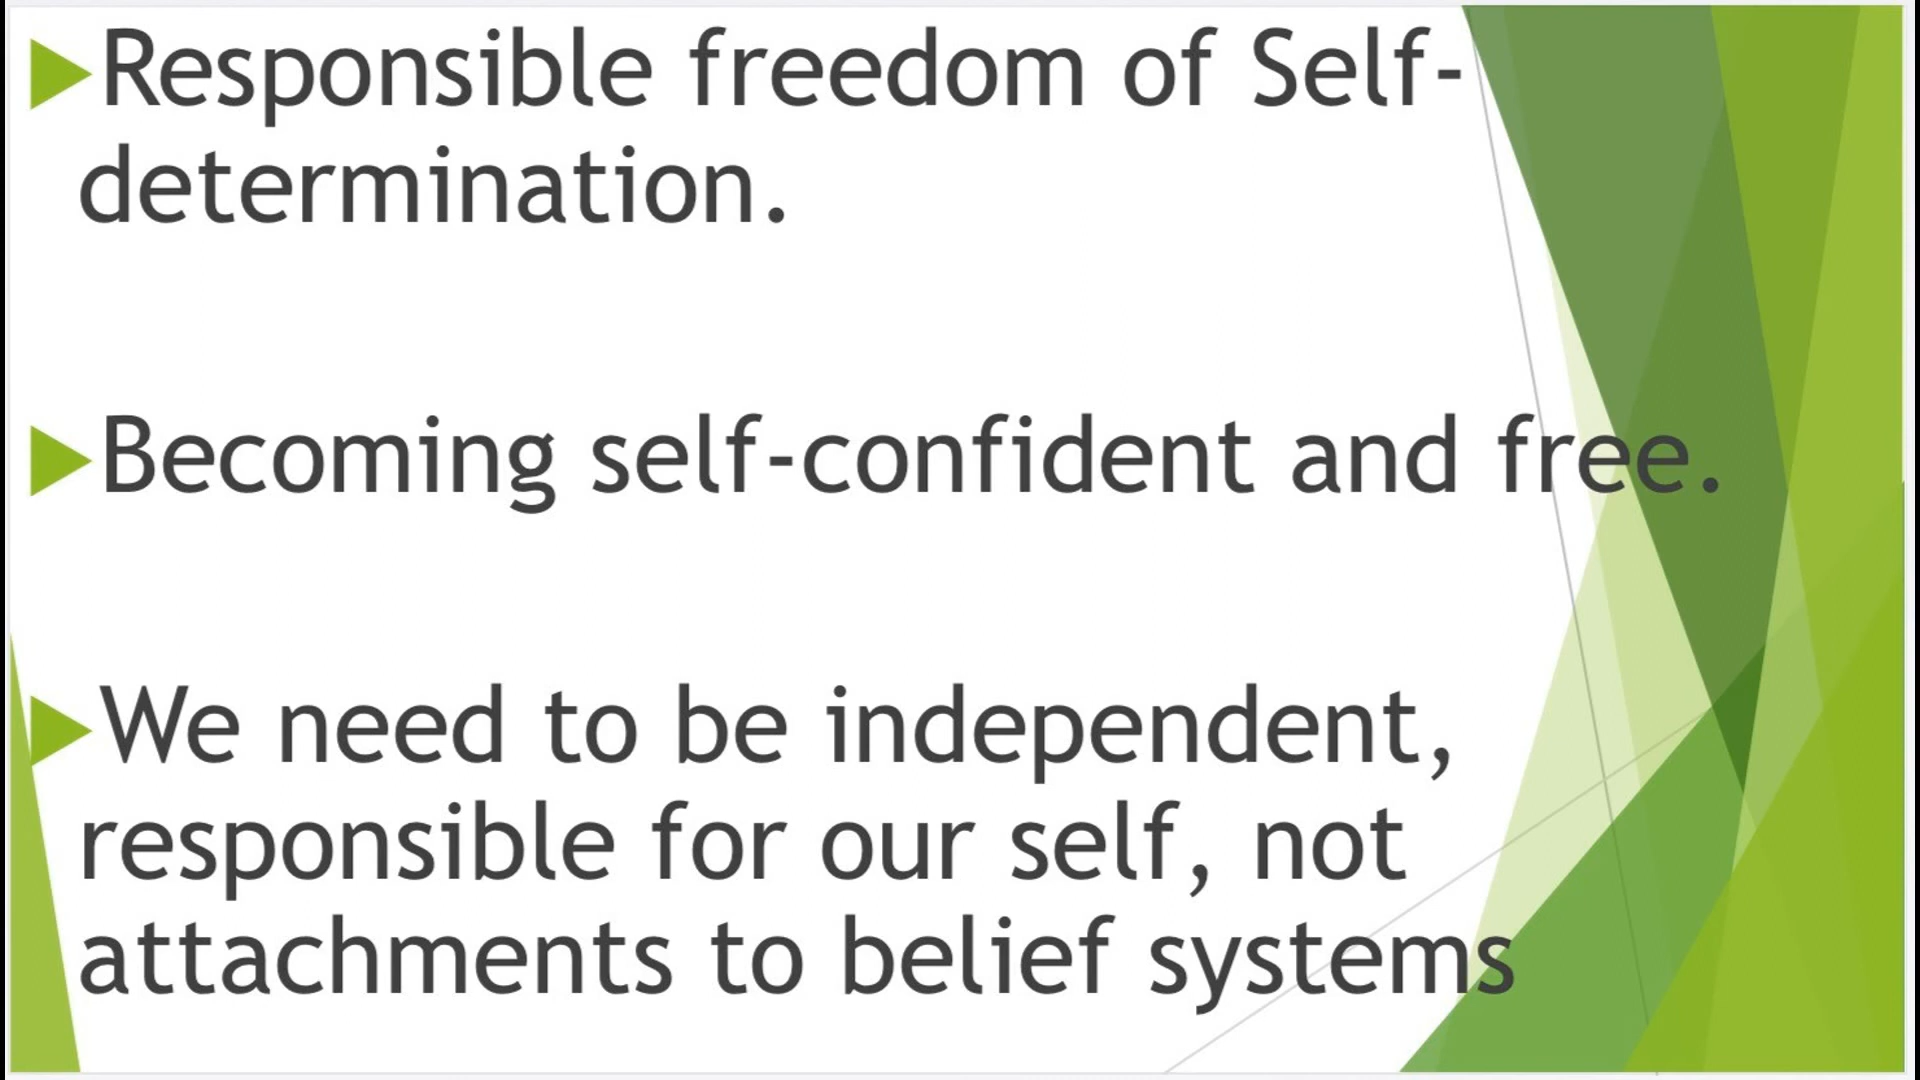 Responsible freedom of Self-
determination.
Becoming self-confident and free.
We need to be independent,
responsible for our self, not
attachments to belief systems